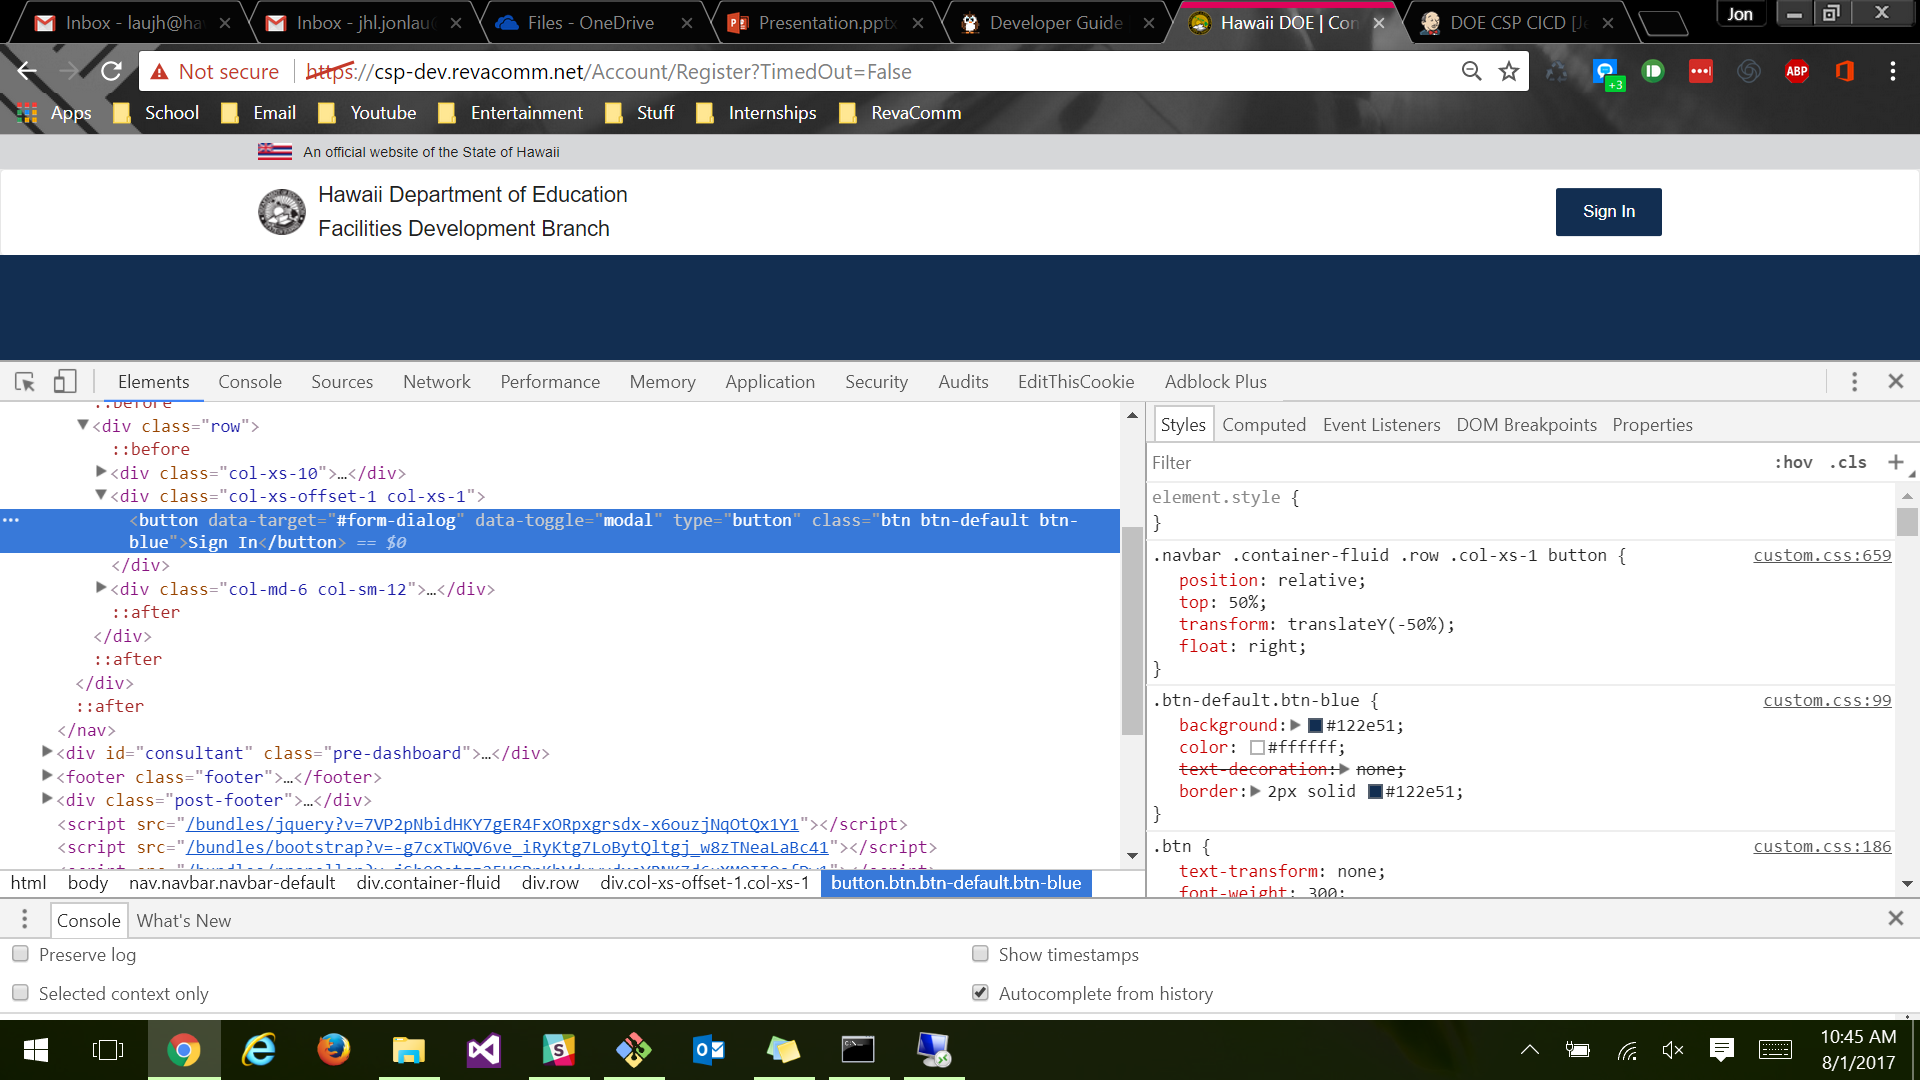 Inbox - laujh@ha
Inbox - jhl.jonlau
Files - OneDrive
Presentation.pptx
Developer Guide
Hawaii DOE | Con
DOE CSP CICD [Je
Jon
Not secure
https://csp-dev.revacomm.net/Account/Register?TimedOut=False
+3
ABP
Apps
School
Email
Youtube
Entertainment
Stuff
Internships
RevaComm
An official website of the State of Hawaii
Hawaii Department of Education
Facilities Development Branch
Sign In
Elements
Console
Sources
Network
Performance
Memory
Application
Security
Audits
EditThisCookie
Adblock Plus
::before
<div class="row">
::before
<div class="col-xs-10">…</div>
<div class="col-xs-offset-1 col-xs-1">
<button data-target="#form-dialog" data-toggle="modal" type="button" class="btn btn-default btn-
blue">Sign In</button> == $0
</div>
<div class="col-md-6 col-sm-12">…</div>
::after
</div>
::after
</div>
::after
</nav>
<div id="consultant" class="pre-dashboard">…</div>
<footer class="footer">…</footer>
<div class="post-footer">…</div>
<script src="/bundles/jquery?v=7VP2pNbidHKY7gER4FxORpxgrsdx-x6ouzjNqOtQx1Y1"></script>
<script src="/bundles/bootstrap?v=-g7cxTWQV6ve_iRyKtg7LoBytQltgj_w8zTNeaLaBc41"></script>
html
body
nav.navbar.navbar-default
div.container-fluid
div.row
div.col-xs-offset-1.col-xs-1
button.btn.btn-default.btn-blue
Styles
Computed
Event Listeners
DOM Breakpoints
Properties
Filter
:hov
.cls
element.style {
}
.navbar .container-fluid .row .col-xs-1 button {
custom.css:659
position: relative;
top: 50%;
transform: translateY(-50%);
float: right;
}
.btn-default.btn-blue {
custom.css:99
background: #122e51;
color: #ffffff;
text-decoration: none;
border: 2px solid #122e51;
}
.btn {
custom.css:186
text-transform: none;
font-weight: 300;
Console
What's New
Preserve log
Show timestamps
Selected context only
Autocomplete from history
10:45 AM
8/1/2017